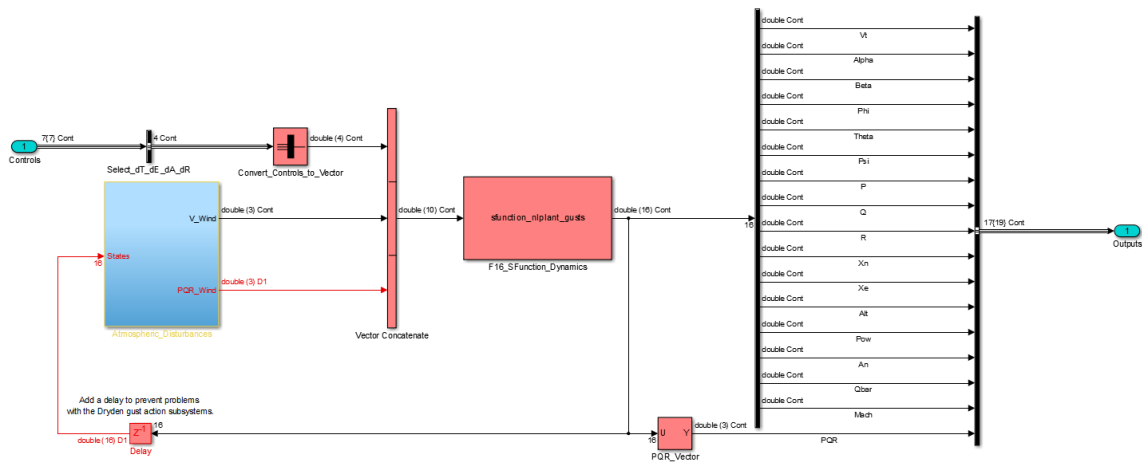 1
Controls
7{7} Cont
4 Cont
Select_dT_dE_dA_dR
Convert_Controls_to_Vector
double (4) Cont
V_Wind
States
16
PQR_Wind
Atmospheric_Disturbances
double (3) Cont
double (3) D1
Vector Concatenate
double (10) Cont
sfunction_nlplant_gusts
F16_SFunction_Dynamics
double (16) Cont
16
double Cont
Vt
double Cont
Alpha
double Cont
Beta
double Cont
Phi
double Cont
Theta
double Cont
Psi
double Cont
P
double Cont
Q
double Cont
R
double Cont
Xn
double Cont
Xe
double Cont
Alt
double Cont
Pow
double Cont
An
double Cont
Qbar
double Cont
Mach
17{19} Cont
1
Outputs
Add a delay to prevent problems
with the Dryden gust action subsystems.
double (16) D1
Z-1
Delay
16
16
U Y
PQR_Vector
double (3) Cont
PQR